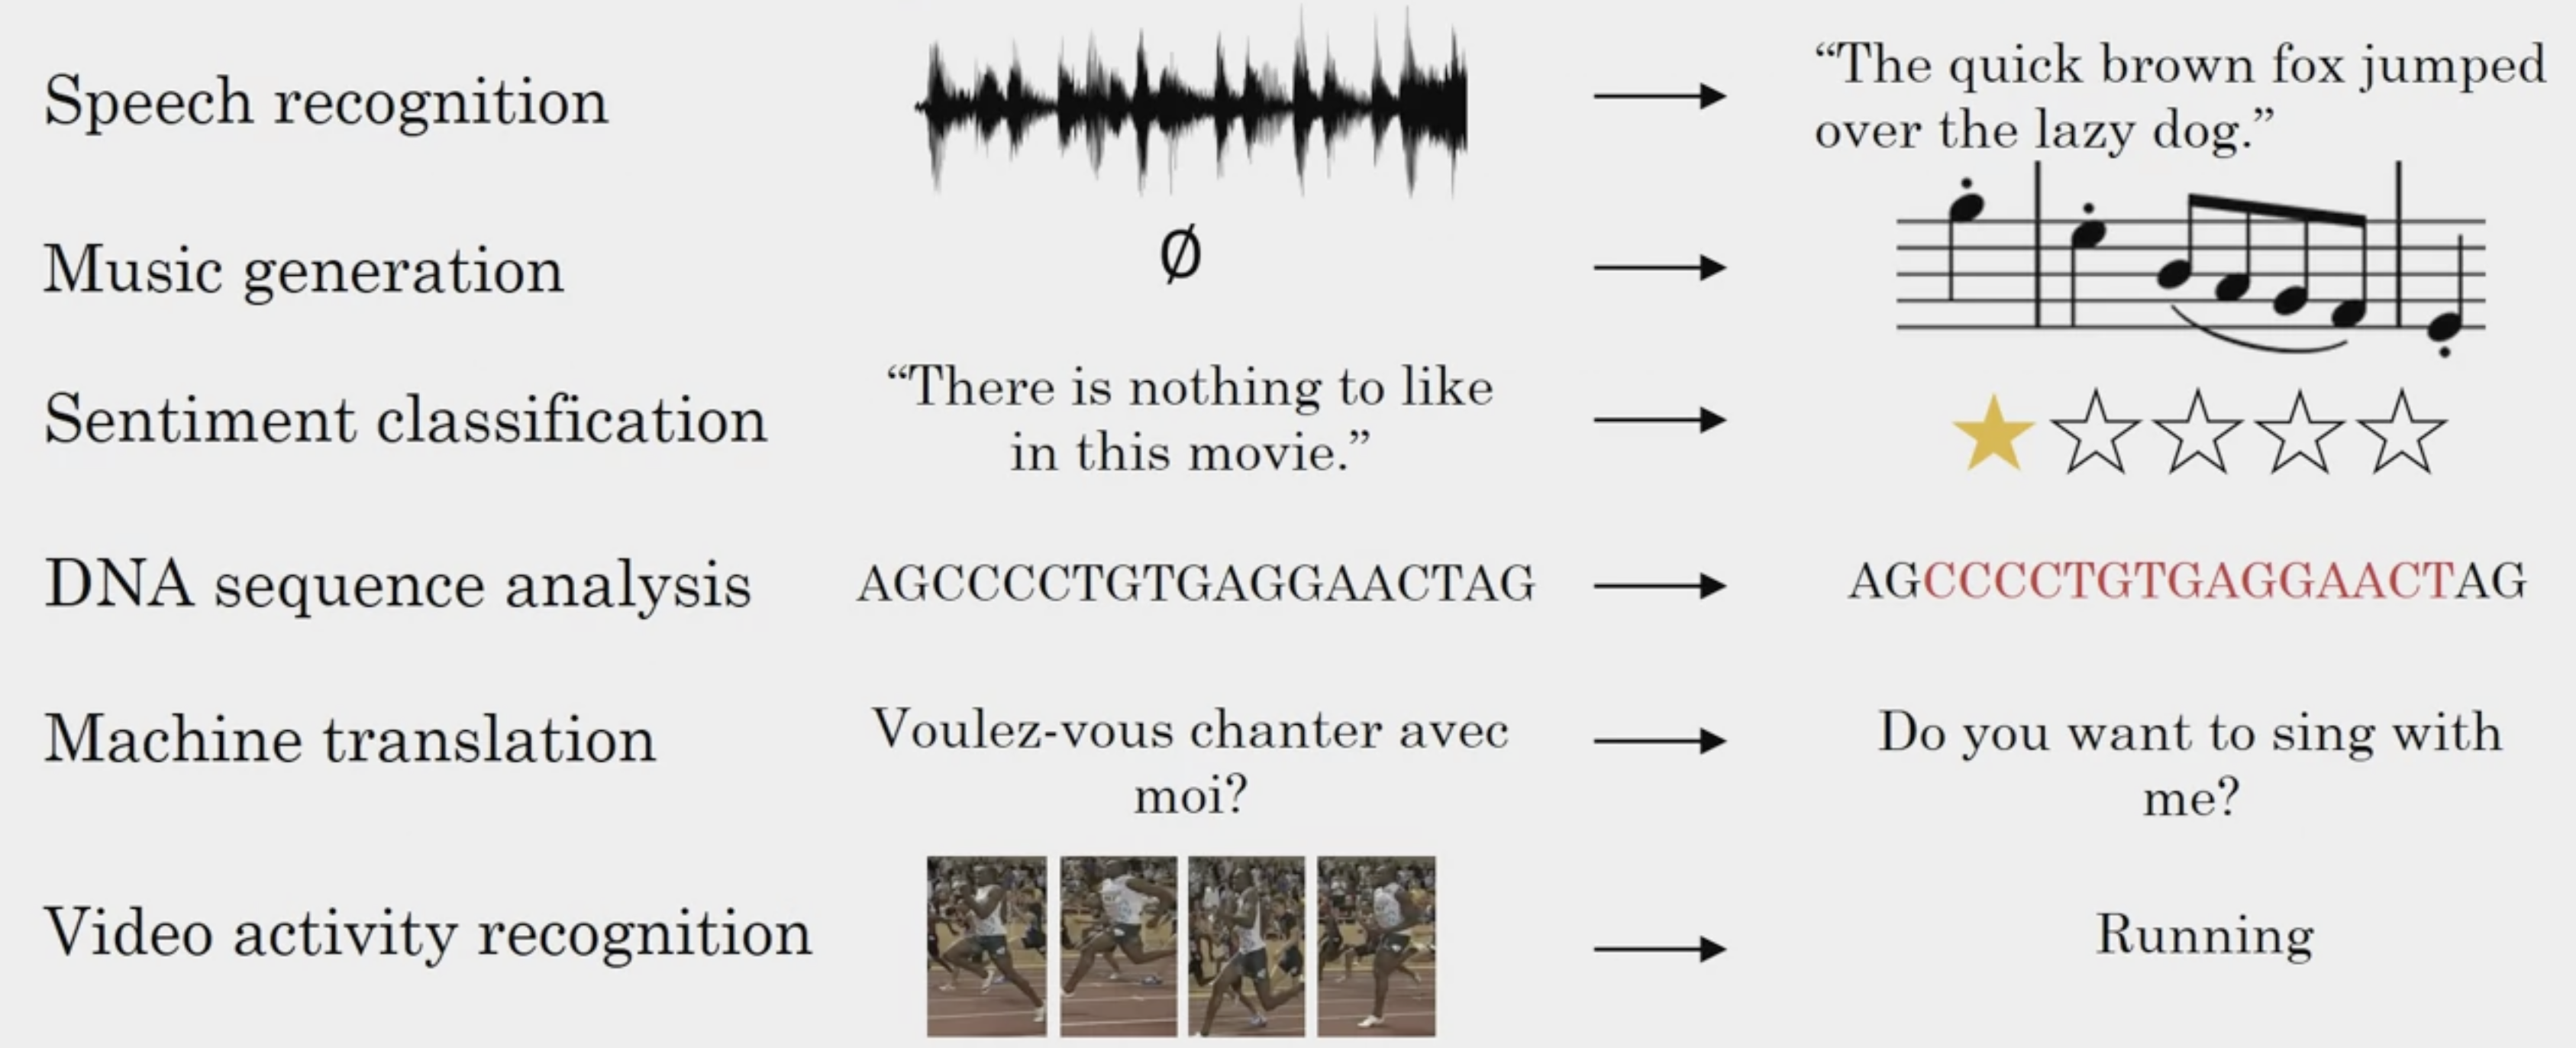 Speech recognition
“The quick brown fox jumped
over the lazy dog.”
Music generation
∅
Sentiment classification
“There is nothing to like
in this movie.”
DNA sequence analysis
AGCCCCTGTGAGGAACTAG
AGCCCCTGTGAGGAACTAG
Machine translation
Voulez-vous chanter avec
moi?
Do you want to sing with
me?
Video activity recognition
Running